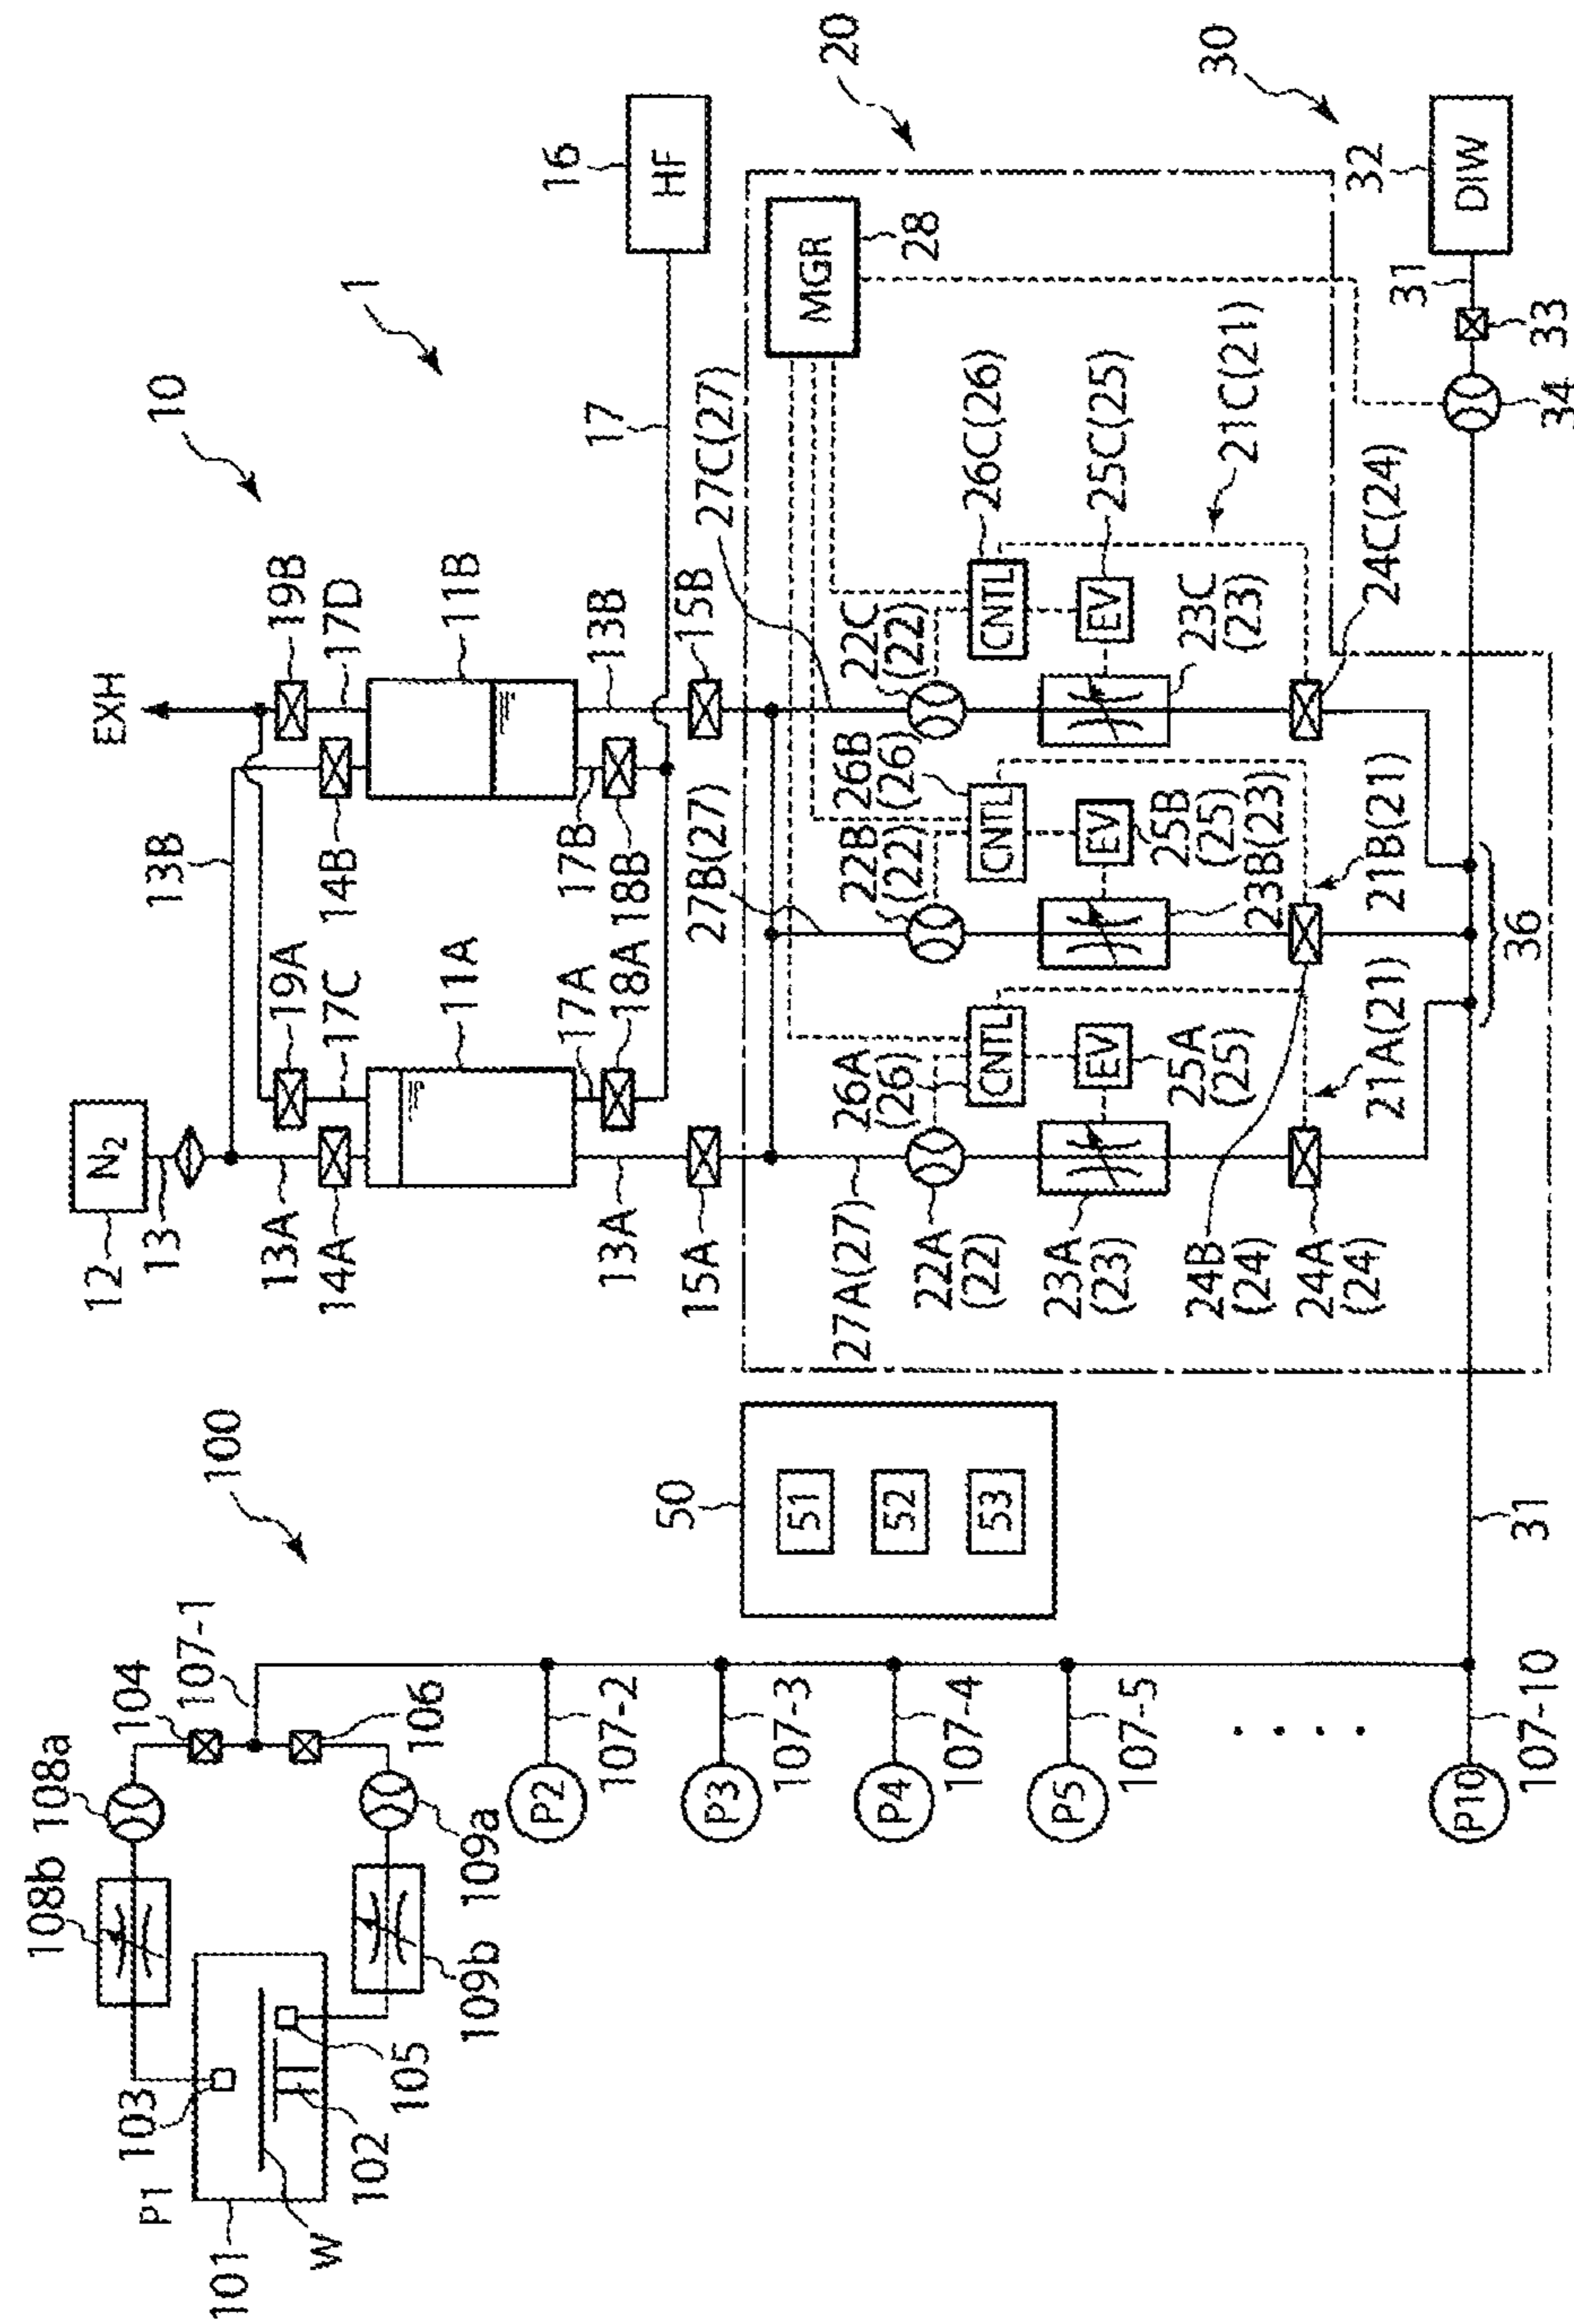 1
10
20
30
100
EXH
N2
12
13
13B
13A
14A
19A
17C
14B
19B
17D
11A
11B
17A
18A
17B
18B
13A
15A
13B
15B
17
16
HF
27A(27)
27B(27)
27C(27)
MGR
28
22A
(22)
26A
(26)
22B
(22)
26B
(26)
22C
(22)
26C(26)
CNTL
CNTL
CNTL
EV
EV
EV
25A
(25)
25B
(25)
25C(25)
23A
(23)
23B(23)
23C
(23)
24B
(24)
24A
(24)
24C(24)
21A(21)
21B(21)
21C(21)
36
31
32
DIW
33
34
31
50
51
52
53
P1
101
W
102
103
105
108b
108a
104
107-1
106
109a
109b
P2
107-2
P3
107-3
P4
107-4
P5
107-5
P10
107-10